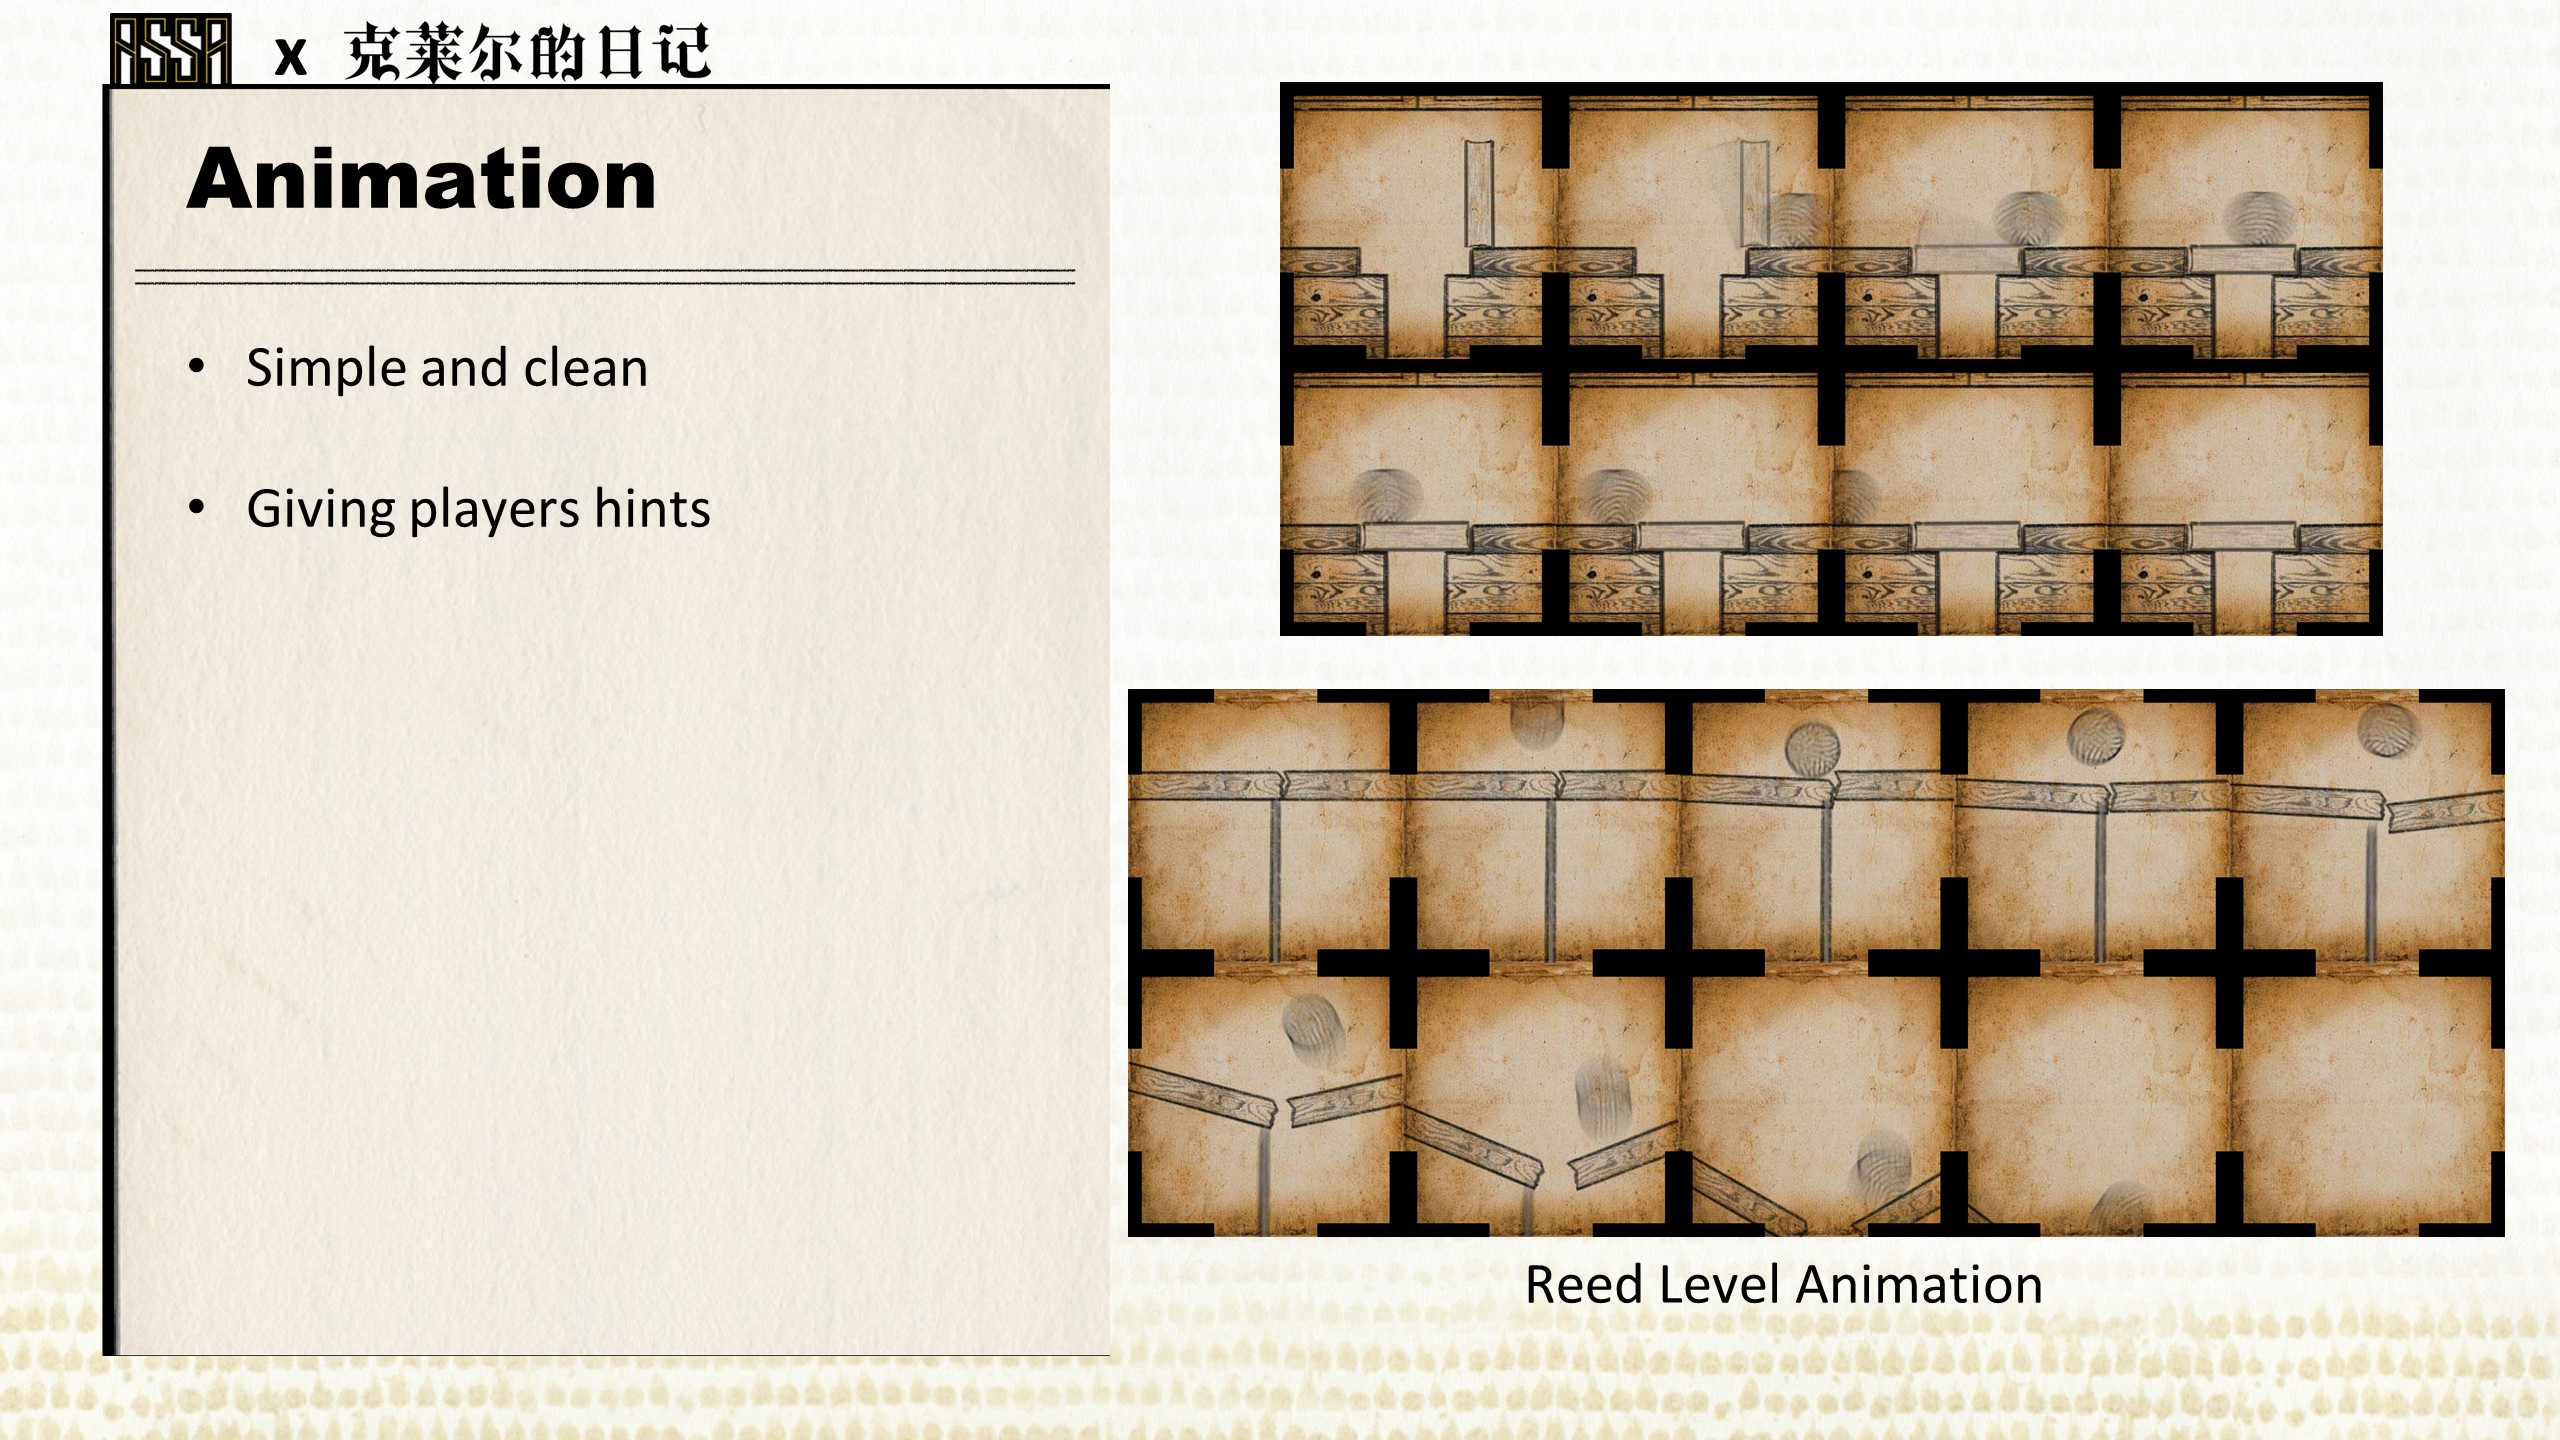 ASSA x 克莱尔的日记
Animation
• Simple and clean
• Giving players hints
Reed Level Animation